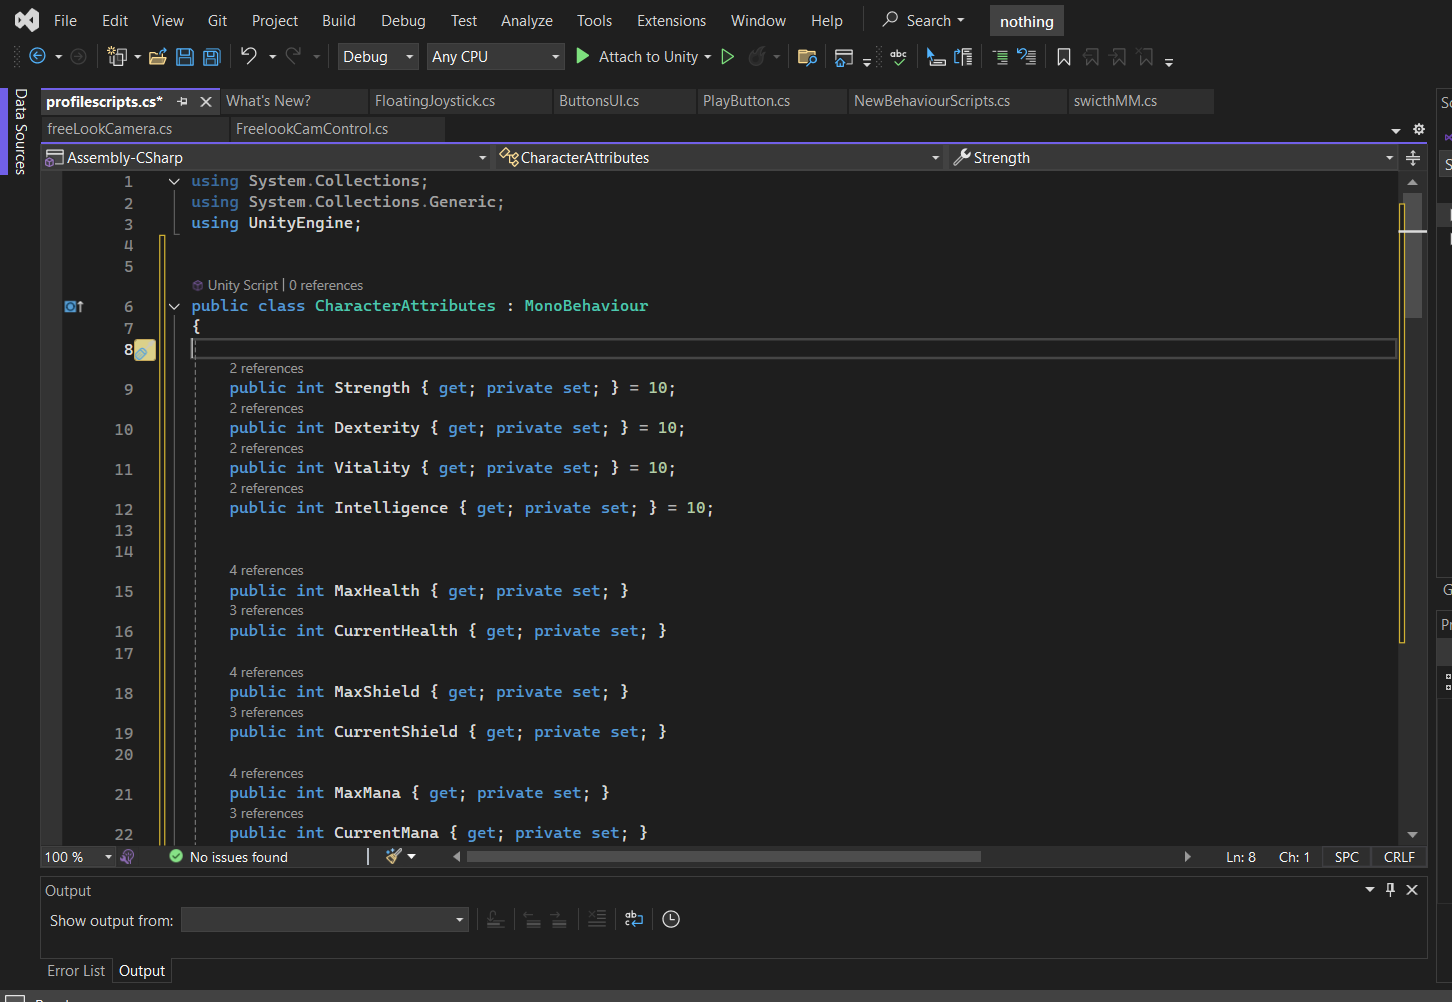 File Edit View Git Project Build Debug Test Analyze Tools Extensions Window Help Search nothing
Debug Any CPU Attach to Unity
Data Sources
profilescripts.cs* What's New? FloatingJoystick.cs ButtonsUI.cs PlayButton.cs NewBehaviourScripts.cs swicthMM.cs
freeLookCamera.cs FreelookCamControl.cs
Assembly-CSharp CharacterAttributes Strength
1 using System.Collections;
2 using System.Collections.Generic;
3 using UnityEngine;
4
5
Unity Script | 0 references
6 public class CharacterAttributes : MonoBehaviour
7 {
8
2 references
9 public int Strength { get; private set; } = 10;
2 references
10 public int Dexterity { get; private set; } = 10;
2 references
11 public int Vitality { get; private set; } = 10;
2 references
12 public int Intelligence { get; private set; } = 10;
13
14
4 references
15 public int MaxHealth { get; private set; }
3 references
16 public int CurrentHealth { get; private set; }
17
4 references
18 public int MaxShield { get; private set; }
3 references
19 public int CurrentShield { get; private set; }
20
4 references
21 public int MaxMana { get; private set; }
3 references
22 public int CurrentMana { get; private set; }
100 % No issues found Ln: 8 Ch: 1 SPC CRLF
Output
Show output from:
Error List Output